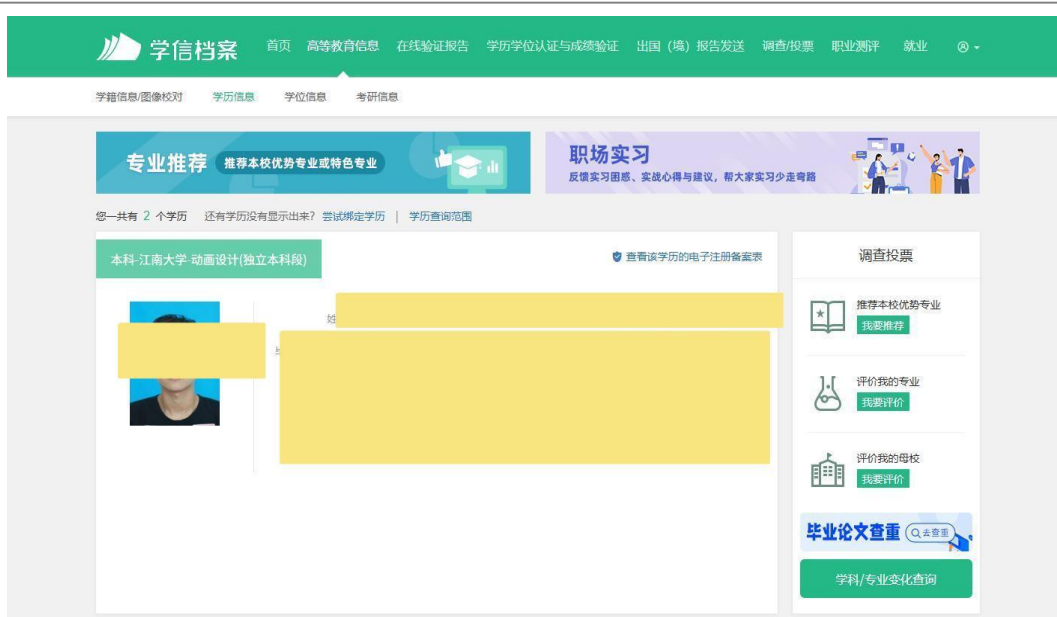 学信档案
首页 高等教育信息 在线验证报告 学历学位认证与成绩验证 出国（境）报告发送 调查/投票 职业测评 就业
学籍信息/图像校对 学历信息 学位信息 考研信息
专业推荐 推荐本校优势专业或特色专业
职场实习
反馈实习困惑、实战心得与建议，帮大家实习少走弯路
您一共有 2 个学历 还有学历没有显示出来？尝试绑定学历 | 学历查询范围
本科-江南大学-动画设计(独立本科段)
查看该学历的电子注册备案表
姓
调查投票
推荐本校优势专业
我要推荐
评价我的专业
我要评价
评价我的母校
我要评价
毕业论文查重 去查重
学科/专业变化查询